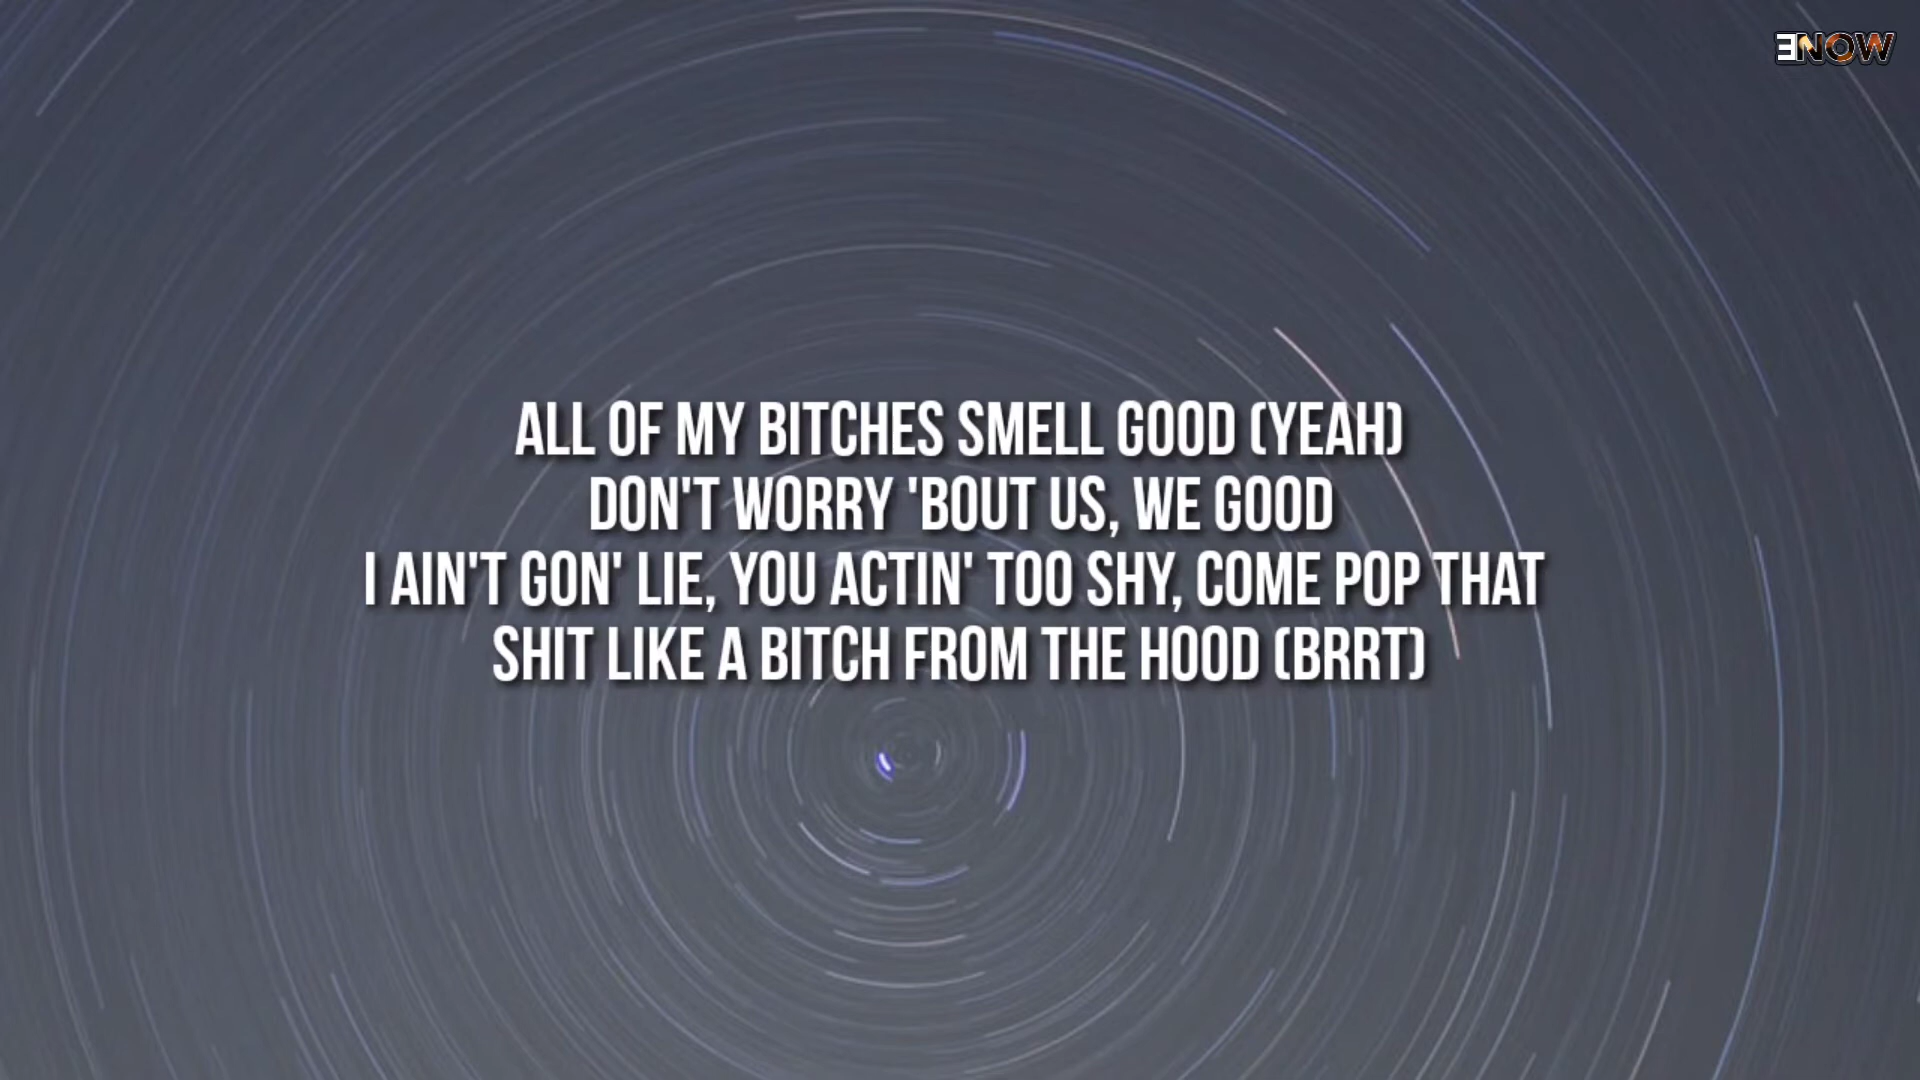 ENOW
ALL OF MY BITCHES SMELL GOOD (YEAH)
DON'T WORRY 'BOUT US, WE GOOD
I AIN'T GON' LIE, YOU ACTIN' TOO SHY, COME POP THAT
SHIT LIKE A BITCH FROM THE HOOD (BRRT)